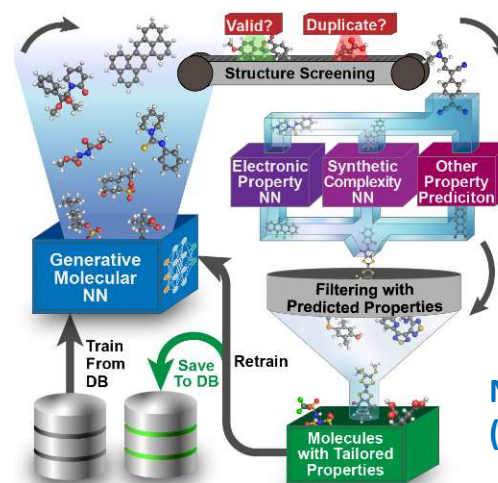 Valid?
Duplicate?
Structure Screening
Electronic
Property
NN
Synthetic
Complexity
NN
Other
Property
Prediciton
Generative
Molecular
NN
Filtering with
Predicted Properties
Train
From
DB
Save
To DB
Retrain
Molecules
with Tailored
Properties
N
(